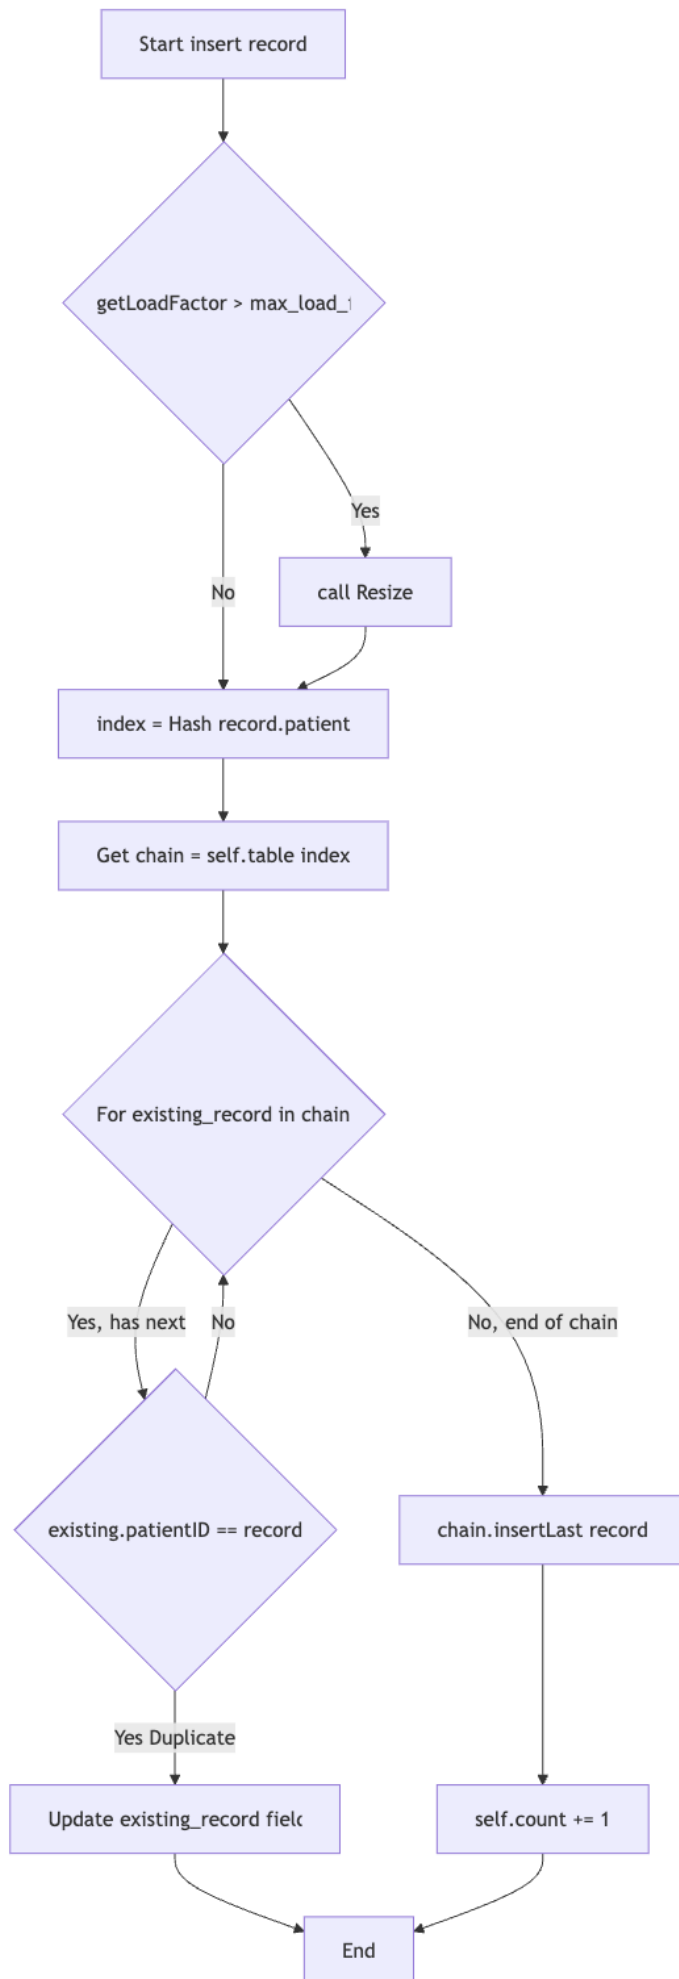 Start insert record
getLoadFactor > max_load_
Yes
call Resize
No
index = Hash record.patient
Get chain = self.table index
For existing_record in chain
Yes, has next
No
No, end of chain
existing.patientID == record
chain.insertLast record
Yes Duplicate
Update existing_record field
self.count += 1
End